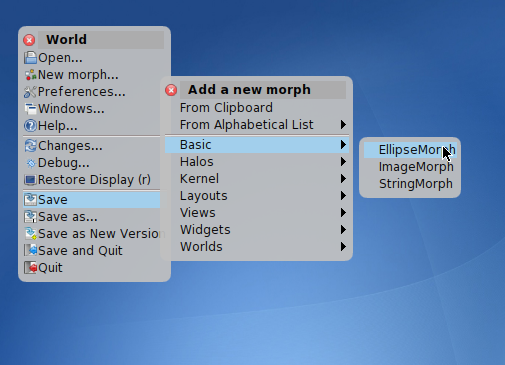 World
Open...
New morph...
Preferences...
Windows...
Help...
Changes...
Debug...
Restore Display (r)
Save
Save as...
Save as New Version
Save and Quit
Quit
Add a new morph
From Clipboard
From Alphabetical List
Basic
Halos
Kernel
Layouts
Views
Widgets
Worlds
EllipseMorph
ImageMorph
StringMorph